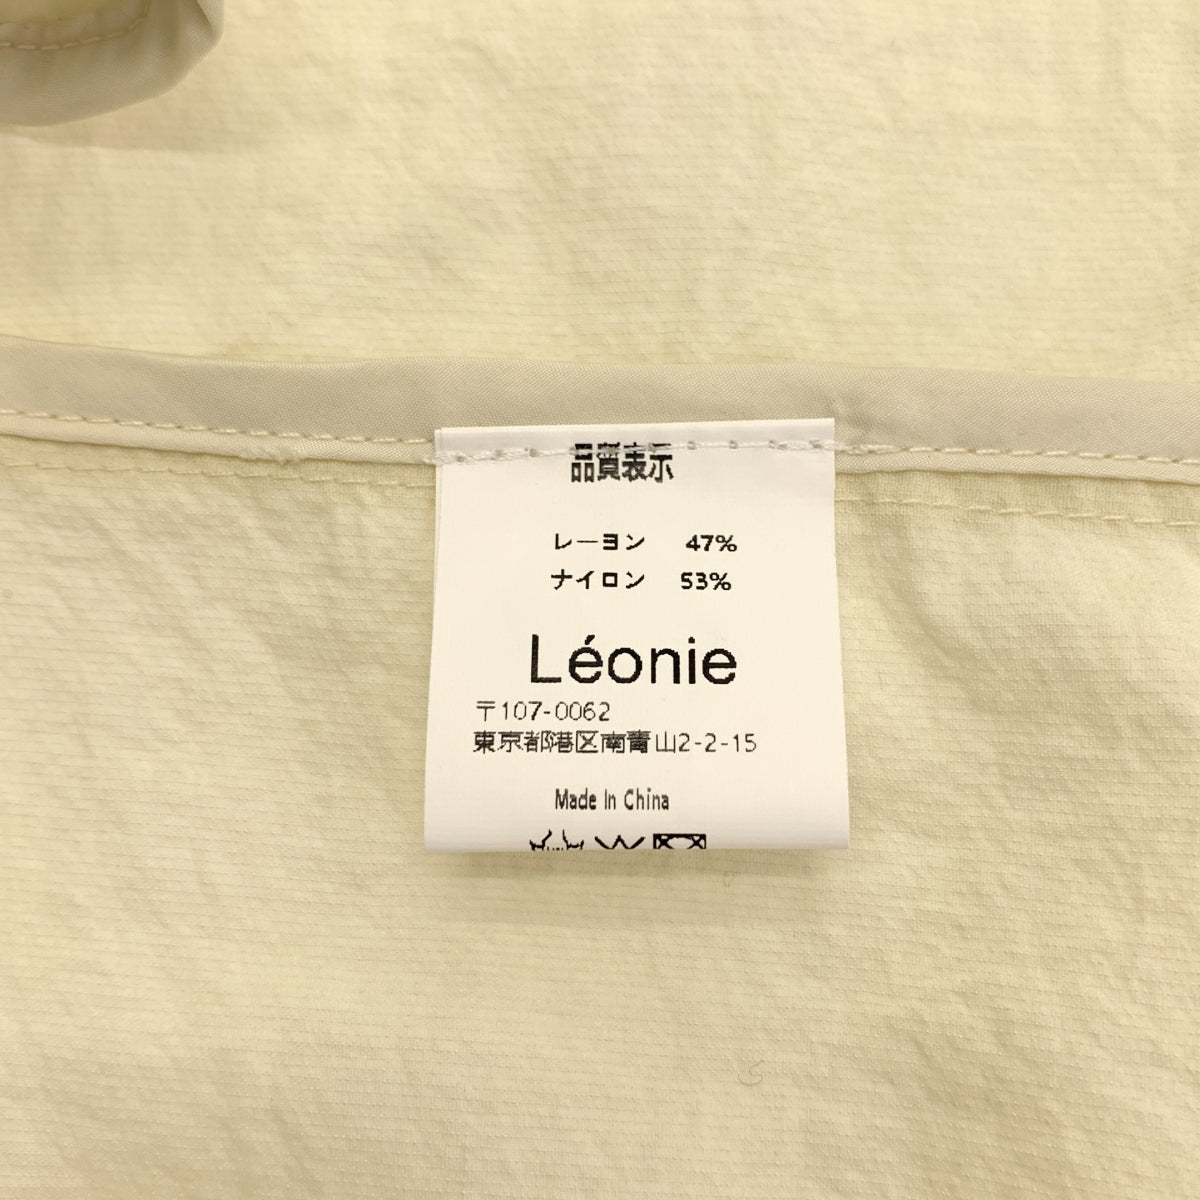 品質表示
レーヨン 47%
ナイロン 53%
Léonie
〒107-0062
東京都港区南青山2-2-15
Made In China